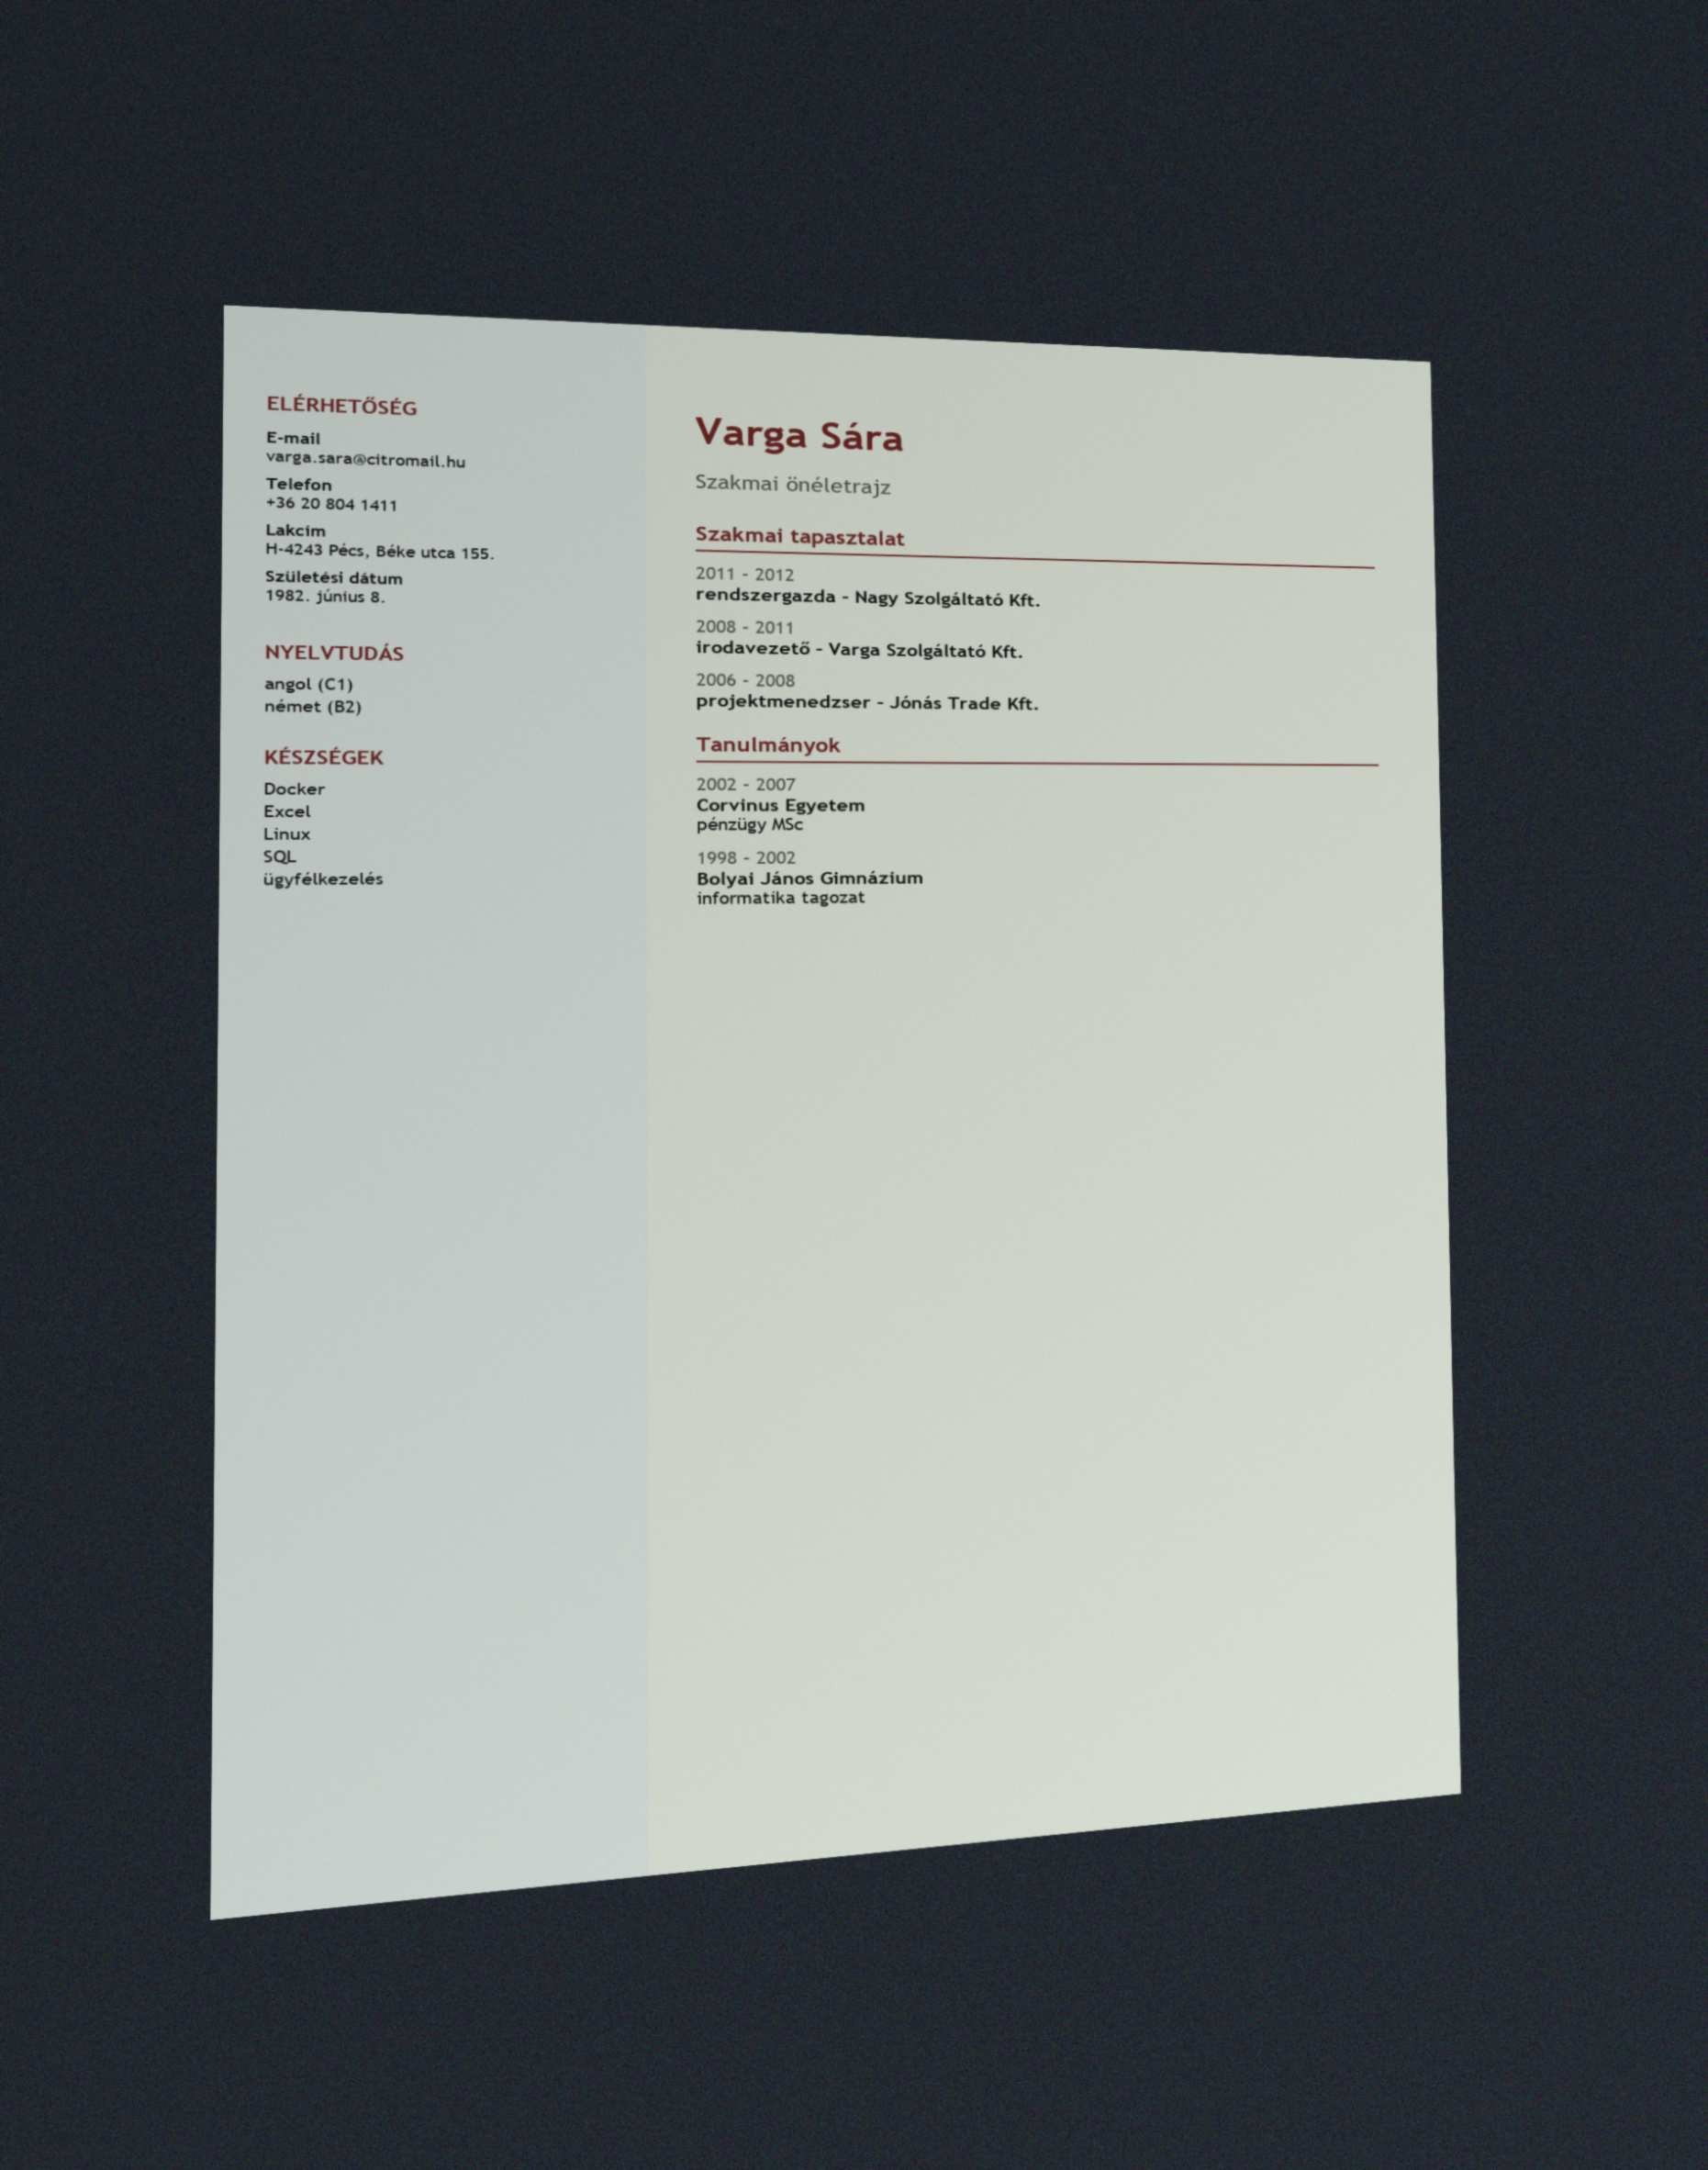 ELÉRHETŐSÉG
E-mail
varga.sara@citromail.hu
Telefon
+36 20 804 1411
Lakcím
H-4243 Pécs, Béke utca 155.
Születési dátum
1982. június 8.
NYELVTUDÁS
angol (C1)
német (B2)
KÉSZSÉGEK
Docker
Excel
Linux
SQL
ügyfélkezelés
Varga Sára
Szakmai önéletrajz
Szakmai tapasztalat
2011 - 2012
rendszergazda - Nagy Szolgáltató Kft.
2008 - 2011
irodavezető - Varga Szolgáltató Kft.
2006 - 2008
projektmenedzser - Jónás Trade Kft.
Tanulmányok
2002 - 2007
Corvinus Egyetem
pénzügy MSc
1998 - 2002
Bolyai János Gimnázium
informatika tagozat